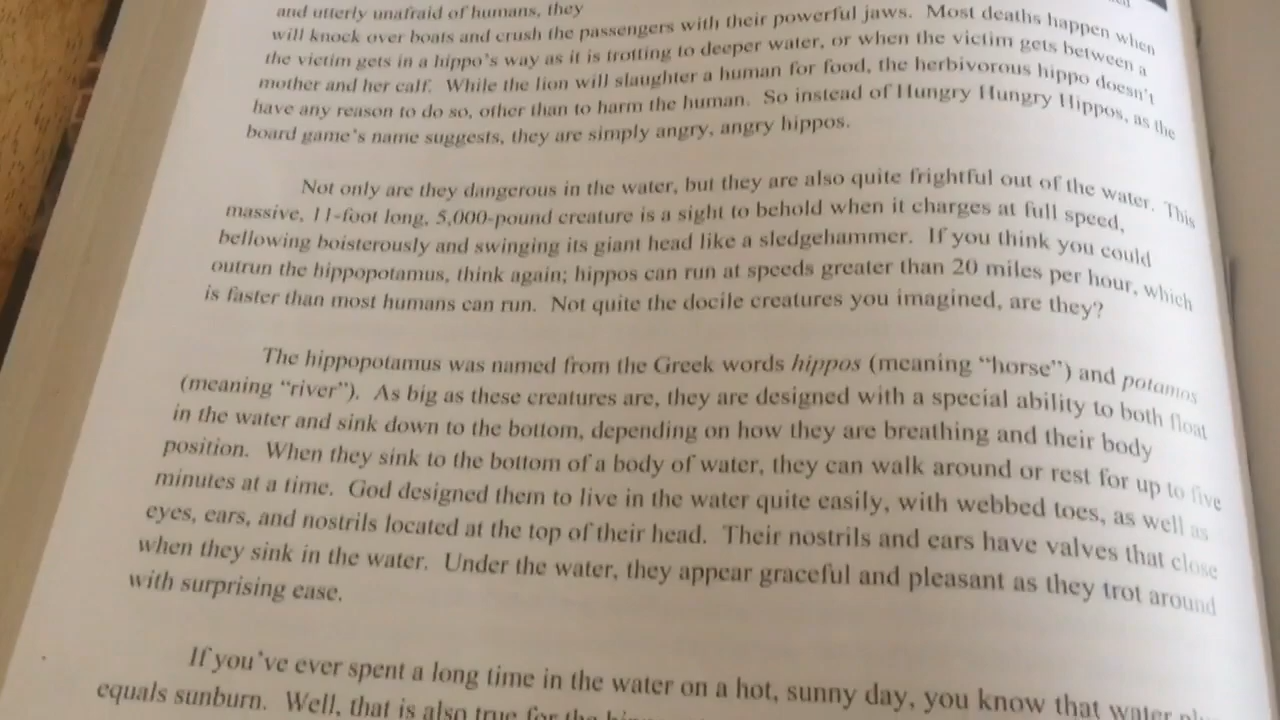 and utterly unafraid of humans, they
will knock over boats and crush the passengers with their powerful jaws. Most deaths happen when
the victim gets in a hippo's way as it is trotting to deeper water, or when the victim gets between a
mother and her calf. While the lion will slaughter a human for food, the herbivorous hippo doesn't
have any reason to do so, other than to harm the human. So instead of Hungry Hungry Hippos, as the
board game's name suggests, they are simply angry, angry hippos.
Not only are they dangerous in the water, but they are also quite frightful out of the water. This
massive, 11-foot long, 5,000-pound creature is a sight to behold when it charges at full speed,
bellowing boisterously and swinging its giant head like a sledgehammer. If you think you could
outrun the hippopotamus, think again; hippos can run at speeds greater than 20 miles per hour, which
is faster than most humans can run. Not quite the docile creatures you imagined, are they?
The hippopotamus was named from the Greek words hippos (meaning "horse") and potamos
(meaning "river"). As big as these creatures are, they are designed with a special ability to both float
in the water and sink down to the bottom, depending on how they are breathing and their body
position. When they sink to the bottom of a body of water, they can walk around or rest for up to five
minutes at a time. God designed them to live in the water quite easily, with webbed toes, as well as
eyes, ears, and nostrils located at the top of their head. Their nostrils and ears have valves that close
when they sink in the water. Under the water, they appear graceful and pleasant as they trot around
with surprising ease.
If you've ever spent a long time in the water on a hot, sunny day, you know that water
equals sunburn. Well, that is also true for the